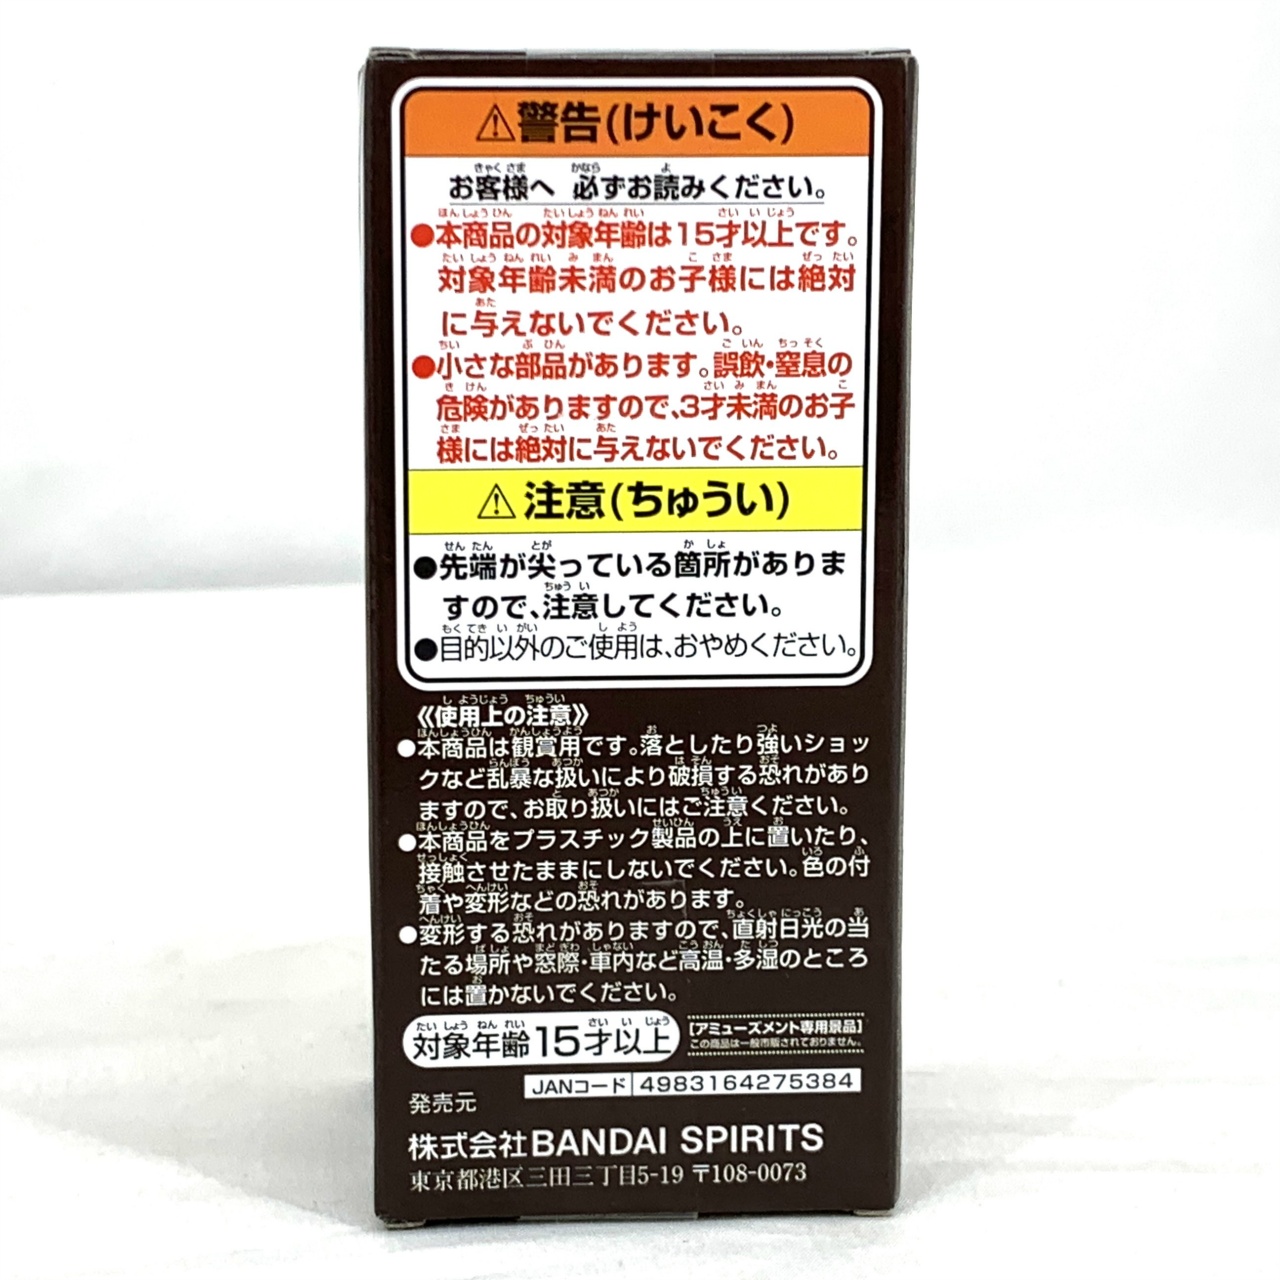 ⚠警告(けいこく)
お客様へ 必ずお読みください。
●本商品の対象年齢は15才以上です。
対象年齢未満のお子様には絶対
に与えないでください。
●小さな部品があります。誤飲・窒息の
危険がありますので、3才未満のお子
様には絶対に与えないでください。
⚠注意(ちゅうい)
●先端が尖っている箇所がありま
すので、注意してください。
●目的以外のご使用は、おやめください。
《使用上の注意》
●本商品は観賞用です。落としたり強いショッ
クなど乱暴な扱いにより破損する恐れがあり
ますので、お取り扱いにはご注意ください。
●本商品をプラスチック製品の上に置いたり、
接触させたままにしないでください。色の付
着や変形などの恐れがあります。
●変形する恐れがありますので、直射日光の当
たる場所や窓際・車内など高温・多湿のところ
には置かないでください。
対象年齢15才以上
[アミューズメント専用景品]
この商品は一般市販されておりません。
JANコード 4983164275384
発売元
株式会社BANDAI SPIRITS
東京都港区三田三丁目5-19 〒108-0073